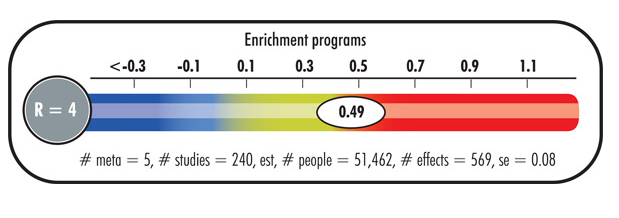 Enrichment programs
<-0.3 -0.1 0.1 0.3 0.5 0.7 0.9 1.1
R = 4 0.49
# meta = 5, # studies = 240, est, # people = 51,462, # effects = 569, se = 0.08